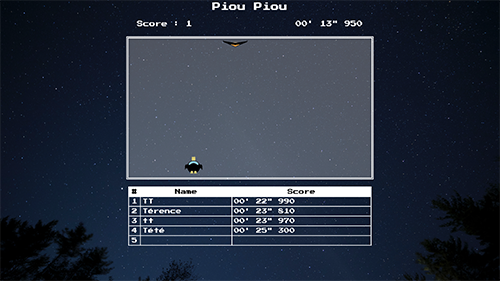 Piou Piou
Score : 1 00' 13" 950
# Name Score
1 TT 00' 22" 990
2 Térence 00' 23" 810
3 tt 00' 23" 970
4 Tété 00' 25" 300
5